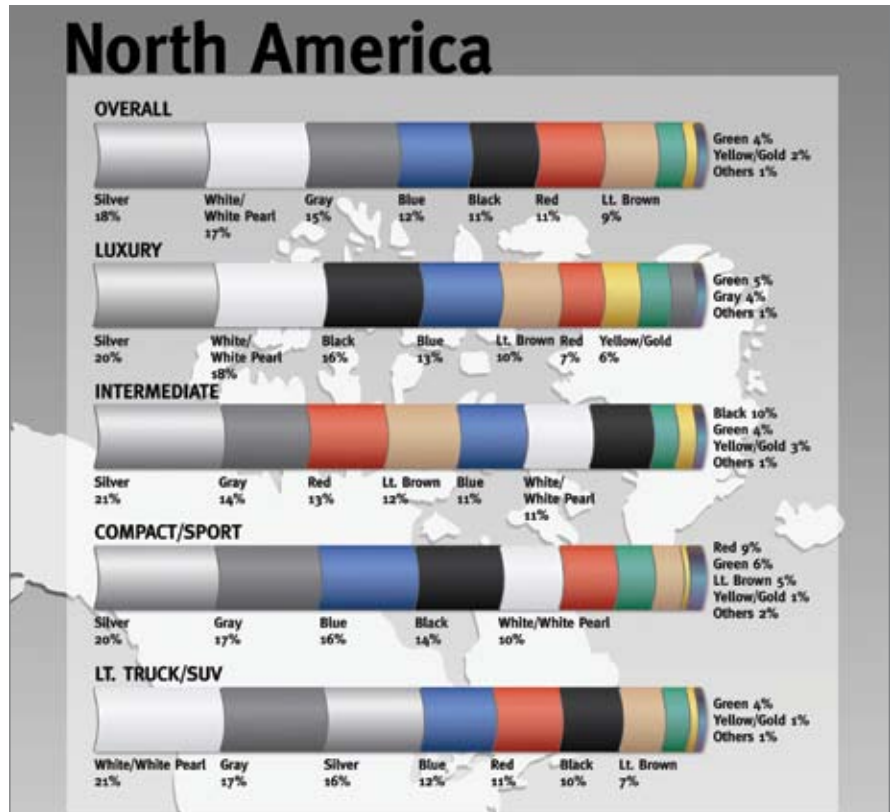 North America
OVERALL
Green 4%
Yellow/Gold 2%
Others 1%
Silver
18%
White/
White Pearl
17%
Gray
15%
Blue
12%
Black
11%
Red
11%
Lt. Brown
9%
LUXURY
Green 5%
Gray 4%
Others 1%
Silver
20%
White/
White Pearl
18%
Black
16%
Blue
13%
Lt. Brown
10%
Red
7%
Yellow/Gold
6%
INTERMEDIATE
Black 10%
Green 4%
Yellow/Gold 3%
Others 1%
Silver
21%
Gray
14%
Red
13%
Lt. Brown
12%
Blue
11%
White/
White Pearl
11%
COMPACT/SPORT
Red 9%
Green 6%
Lt. Brown 5%
Yellow/Gold 1%
Others 2%
Silver
20%
Gray
17%
Blue
16%
Black
14%
White/White Pearl
10%
LT. TRUCK/SUV
Green 4%
Yellow/Gold 1%
Others 1%
White/White Pearl
21%
Gray
17%
Silver
16%
Blue
12%
Red
11%
Black
10%
Lt. Brown
7%